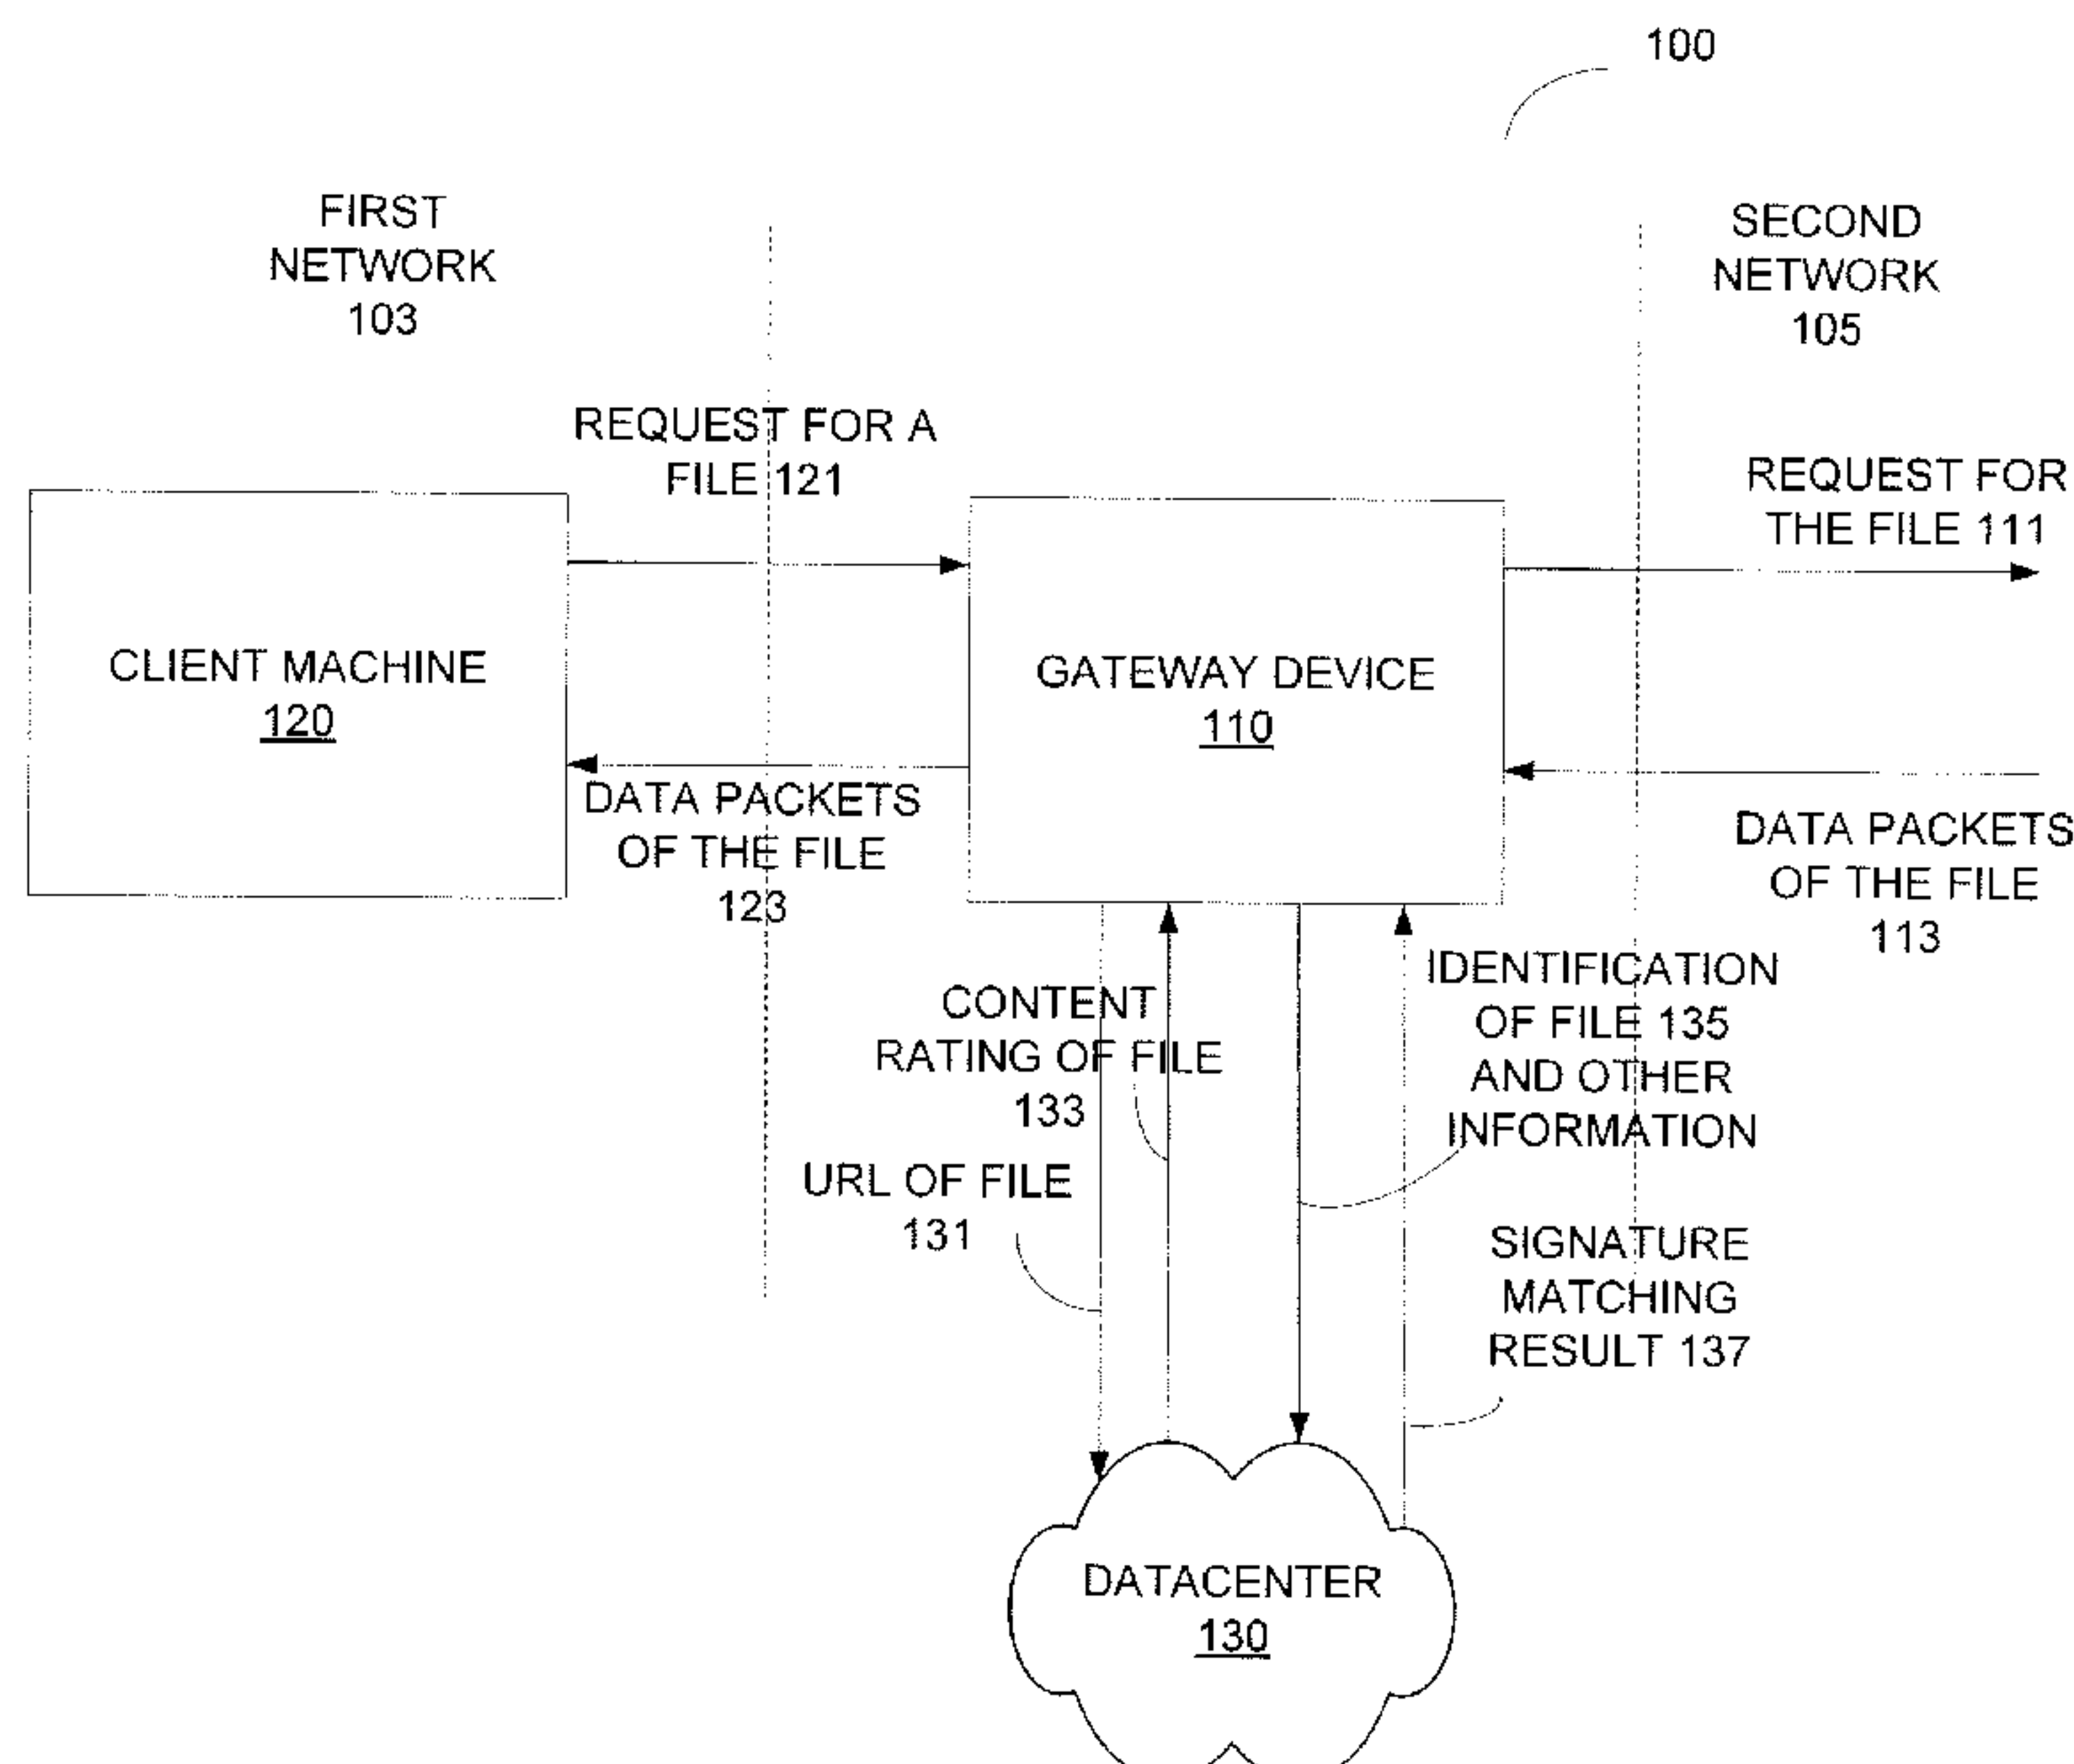 100
FIRST
NETWORK
103
SECOND
NETWORK
105
REQUEST FOR A
FILE 121
REQUEST FOR
THE FILE 111
CLIENT MACHINE
120
GATEWAY DEVICE
110
DATA PACKETS
OF THE FILE
123
DATA PACKETS
OF THE FILE
113
CONTENT
RATING OF FILE
133
IDENTIFICATION
OF FILE 135
AND OTHER
INFORMATION
URL OF FILE
131
SIGNATURE
MATCHING
RESULT 137
DATACENTER
130